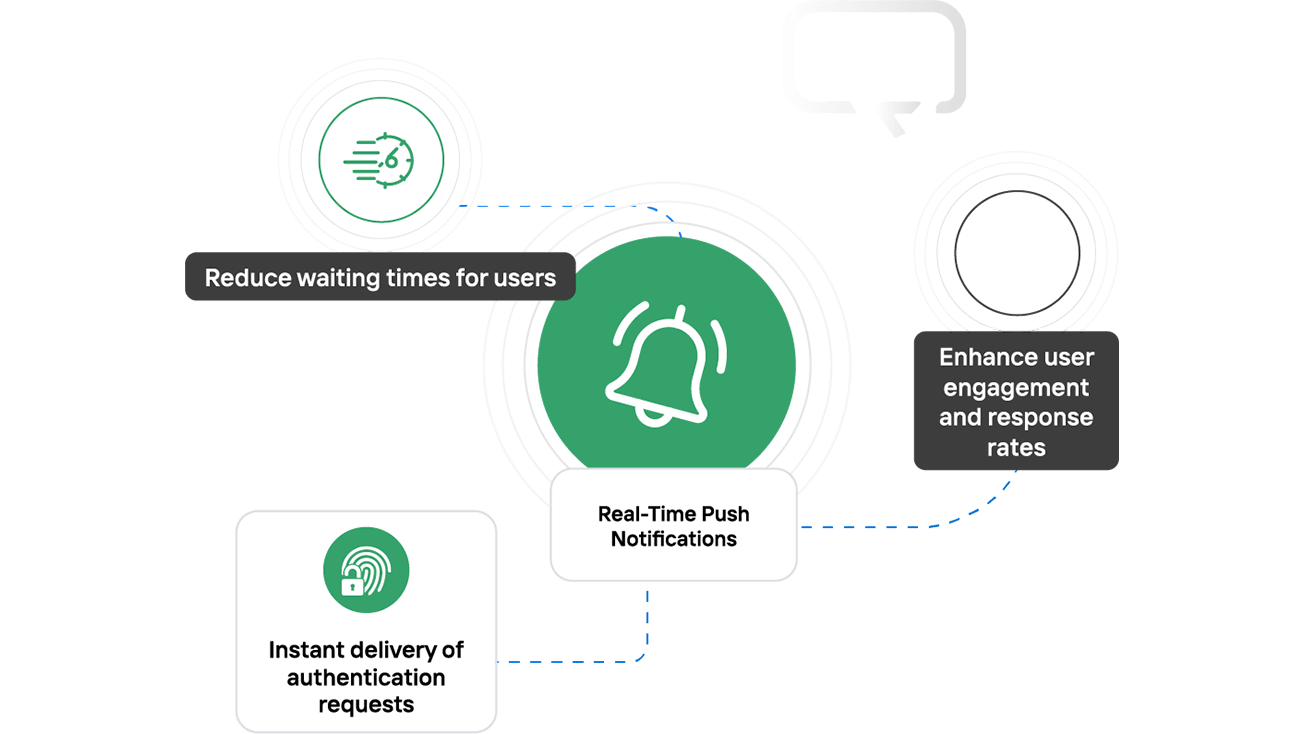 Reduce waiting times for users
Enhance user
engagement
and response
rates
Real-Time Push
Notifications
Instant delivery of
authentication
requests